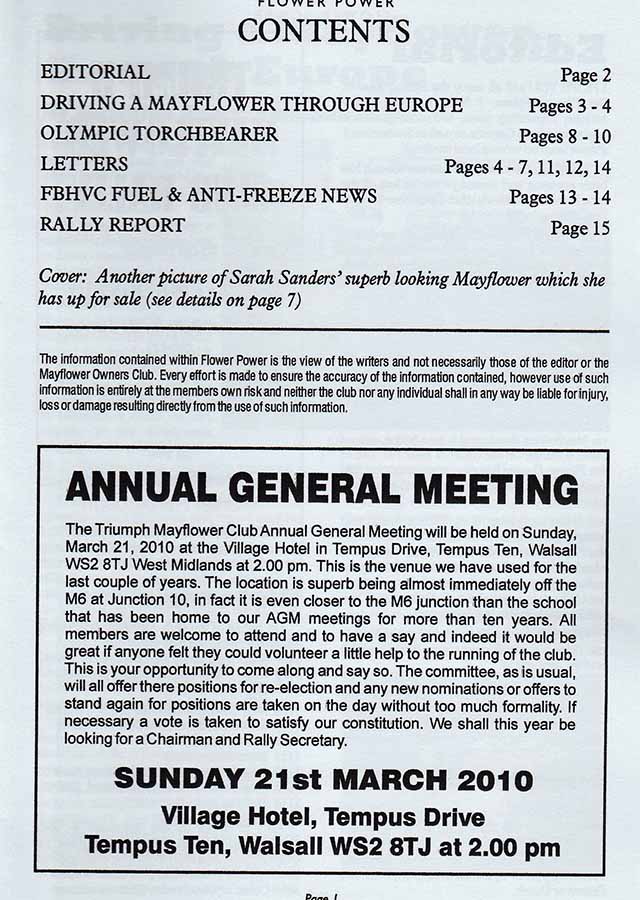 FLOWER POWER
CONTENTS
EDITORIAL Page 2
DRIVING A MAYFLOWER THROUGH EUROPE Pages 3 - 4
OLYMPIC TORCHBEARER Pages 8 - 10
LETTERS Pages 4 - 7, 11, 12, 14
FBHVC FUEL & ANTI-FREEZE NEWS Pages 13 - 14
RALLY REPORT Page 15
Cover: Another picture of Sarah Sanders' superb looking Mayflower which she
has up for sale (see details on page 7)
The information contained within Flower Power is the view of the writers and not necessarily those of the editor or the
Mayflower Owners Club. Every effort is made to ensure the accuracy of the information contained, however use of such
information is entirely at the members own risk and neither the club nor any individual shall in any way be liable for injury,
loss or damage resulting directly from the use of such information.
ANNUAL GENERAL MEETING
The Triumph Mayflower Club Annual General Meeting will be held on Sunday,
March 21, 2010 at the Village Hotel in Tempus Drive, Tempus Ten, Walsall
WS2 8TJ West Midlands at 2.00 pm. This is the venue we have used for the
last couple of years. The location is superb being almost immediately off the
M6 at Junction 10, in fact it is even closer to the M6 junction than the school
that has been home to our AGM meetings for more than ten years. All
members are welcome to attend and to have a say and indeed it would be
great if anyone felt they could volunteer a little help to the running of the club.
This is your opportunity to come along and say so. The committee, as is usual,
will all offer there positions for re-election and any new nominations or offers to
stand again for positions are taken on the day without too much formality. If
necessary a vote is taken to satisfy our constitution. We shall this year be
looking for a Chairman and Rally Secretary.
SUNDAY 21st MARCH 2010
Village Hotel, Tempus Drive
Tempus Ten, Walsall WS2 8TJ at 2.00 pm
Page 1